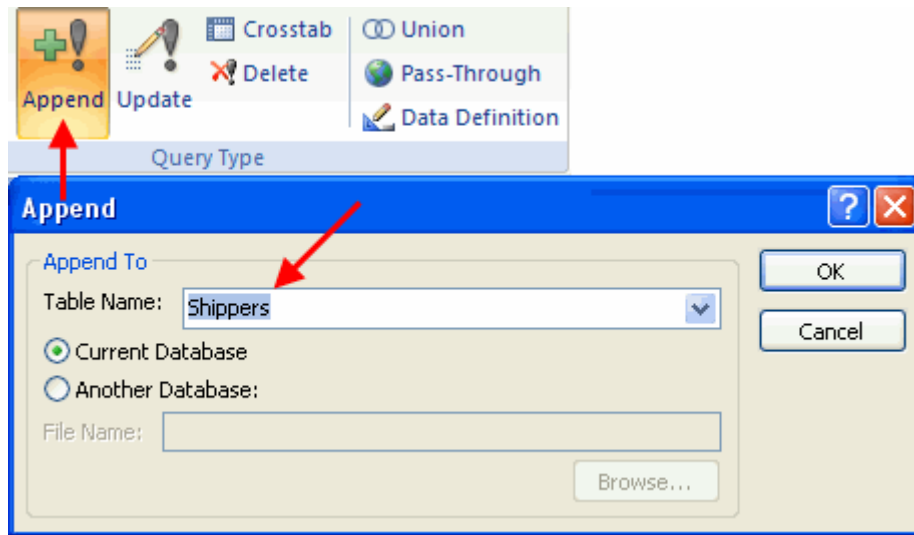 Crosstab
Union
Delete
Pass-Through
Append
Update
Data Definition
Query Type
Append
?
X
Append To
OK
Table Name: Shippers
Cancel
Current Database
Another Database:
File Name:
Browse...